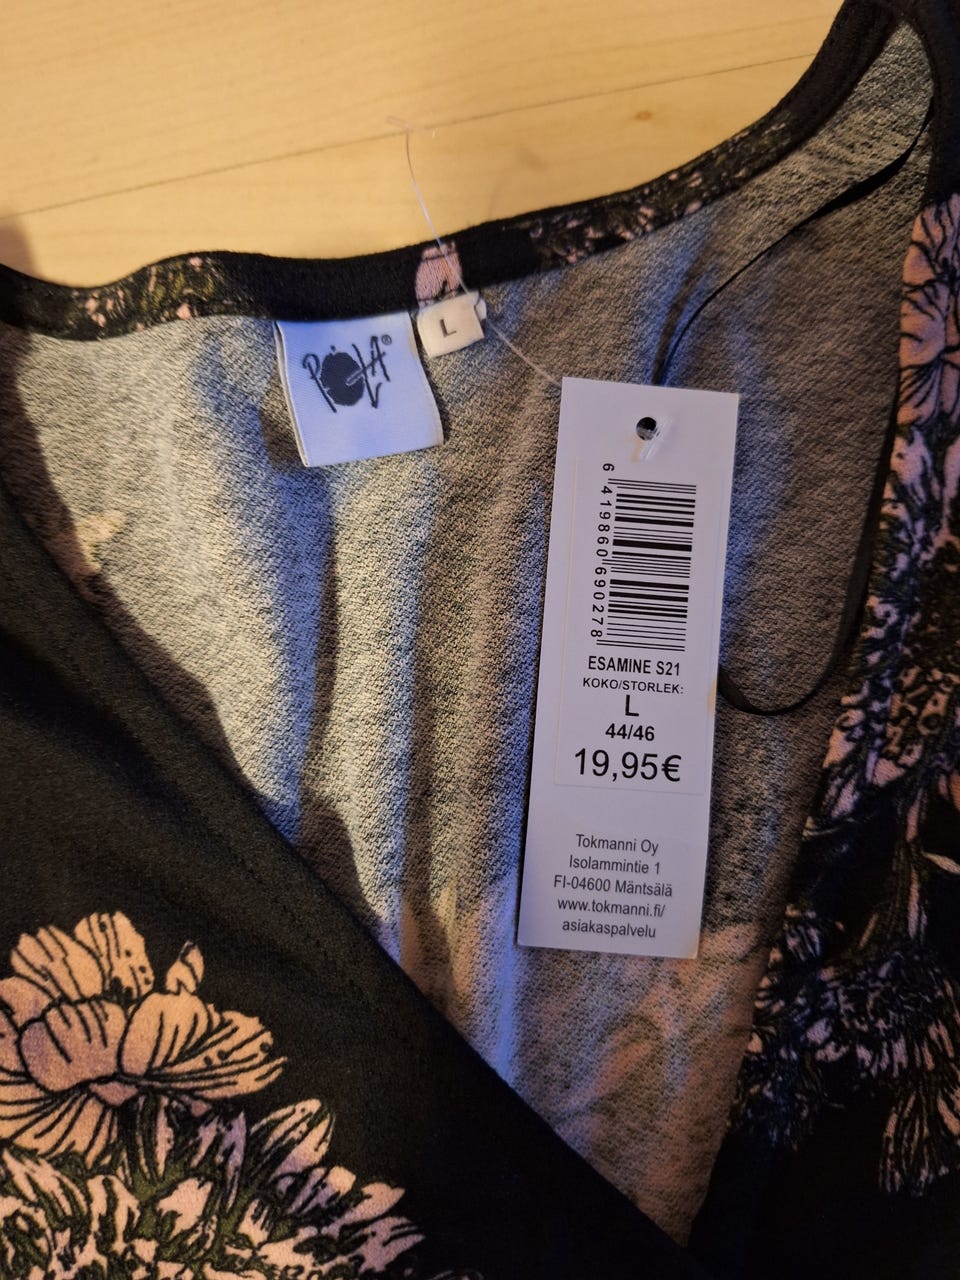 PÓLA®
L
6 419860 690278
ESAMINE S21
KOKO/STORLEK:
L
44/46
19,95€
Tokmanni Oy
Isolammintie 1
FI-04600 Mäntsälä
www.tokmanni.fi/
asiakaspalvelu